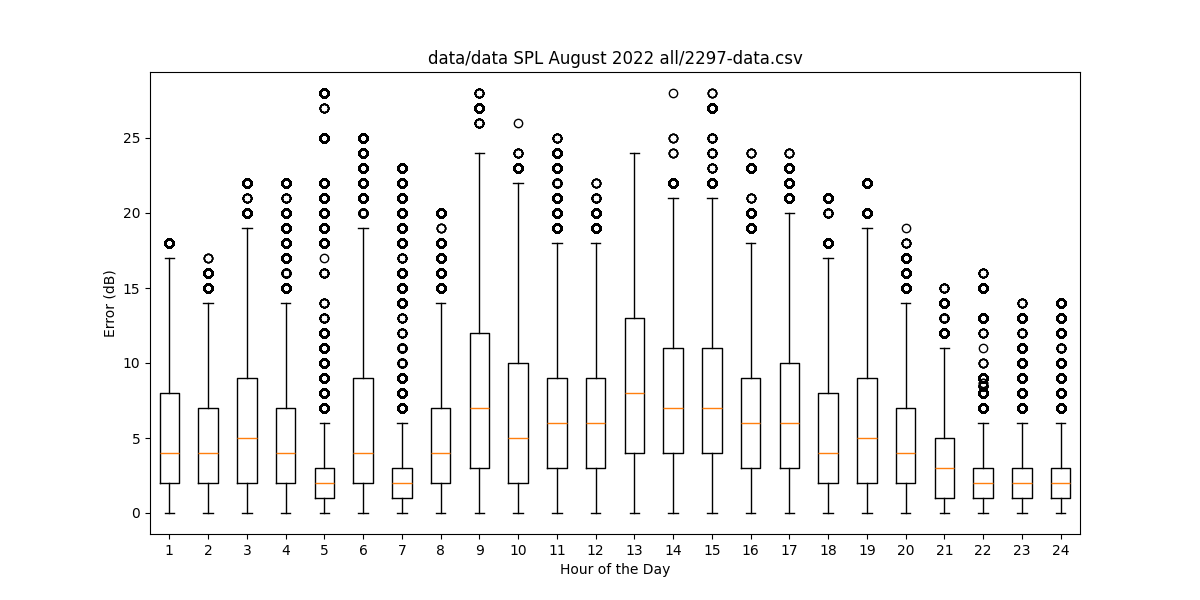 data/data SPL August 2022 all/2297-data.csv
25
20
15
10
5
0
Error (dB)
1 2 3 4 5 6 7 8 9 10 11 12 13 14 15 16 17 18 19 20 21 22 23 24
Hour of the Day